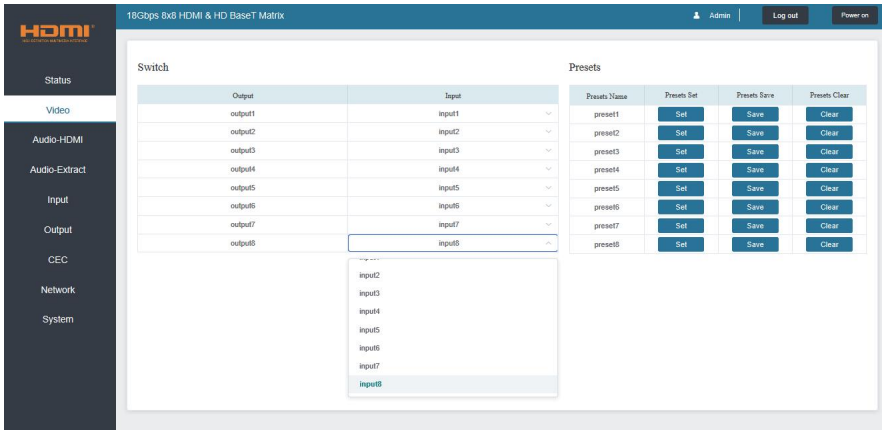 18Gbps 8x8 HDMI & HD BaseT Matrix
Admin
Log out
Power on
HDMI
Status
Video
Audio-HDMI
Audio-Extract
Input
Output
CEC
Network
System
Switch
Output Input
output1 input1
output2 input2
output3 input3
output4 input4
output5 input5
output6 input6
output7 input7
output8 input8
input2
input3
input4
input5
input6
input7
input8
Presets
Presets Name Presets Set Presets Save Presets Clear
preset1 Set Save Clear
preset2 Set Save Clear
preset3 Set Save Clear
preset4 Set Save Clear
preset5 Set Save Clear
preset6 Set Save Clear
preset7 Set Save Clear
preset8 Set Save Clear